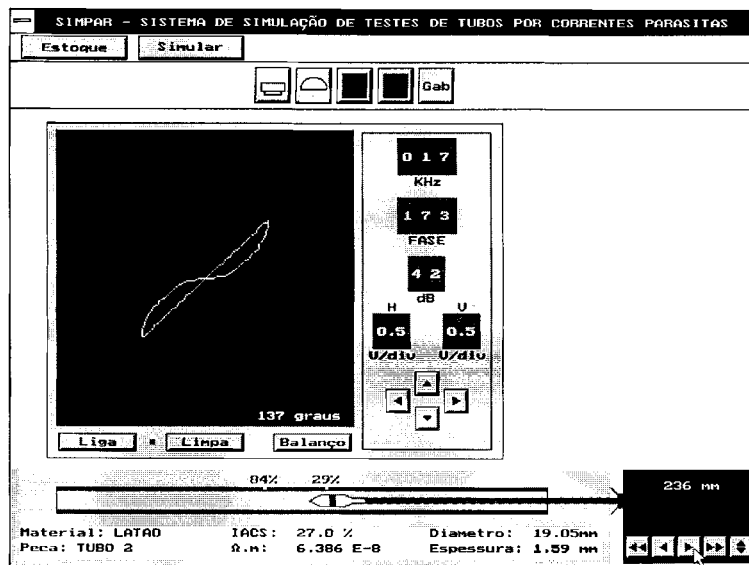 SIMPAR - SISTEMA DE SIMULAÇÃO DE TESTES DE TUBOS POR CORRENTES PARASITAS
Estoque Simular
Gab
0 1 7
KHz
1 7 3
FASE
4 2
dB
H V
0.5 0.5
V/div V/div
137 graus
Liga Limpa Balanço
84% 29%
236 mm
Material: LATAO IACS: 27.0 % Diametro: 19.05mm
Peca: TUBO 2 Ω.m: 6.386 E-8 Espessura: 1.59 mm